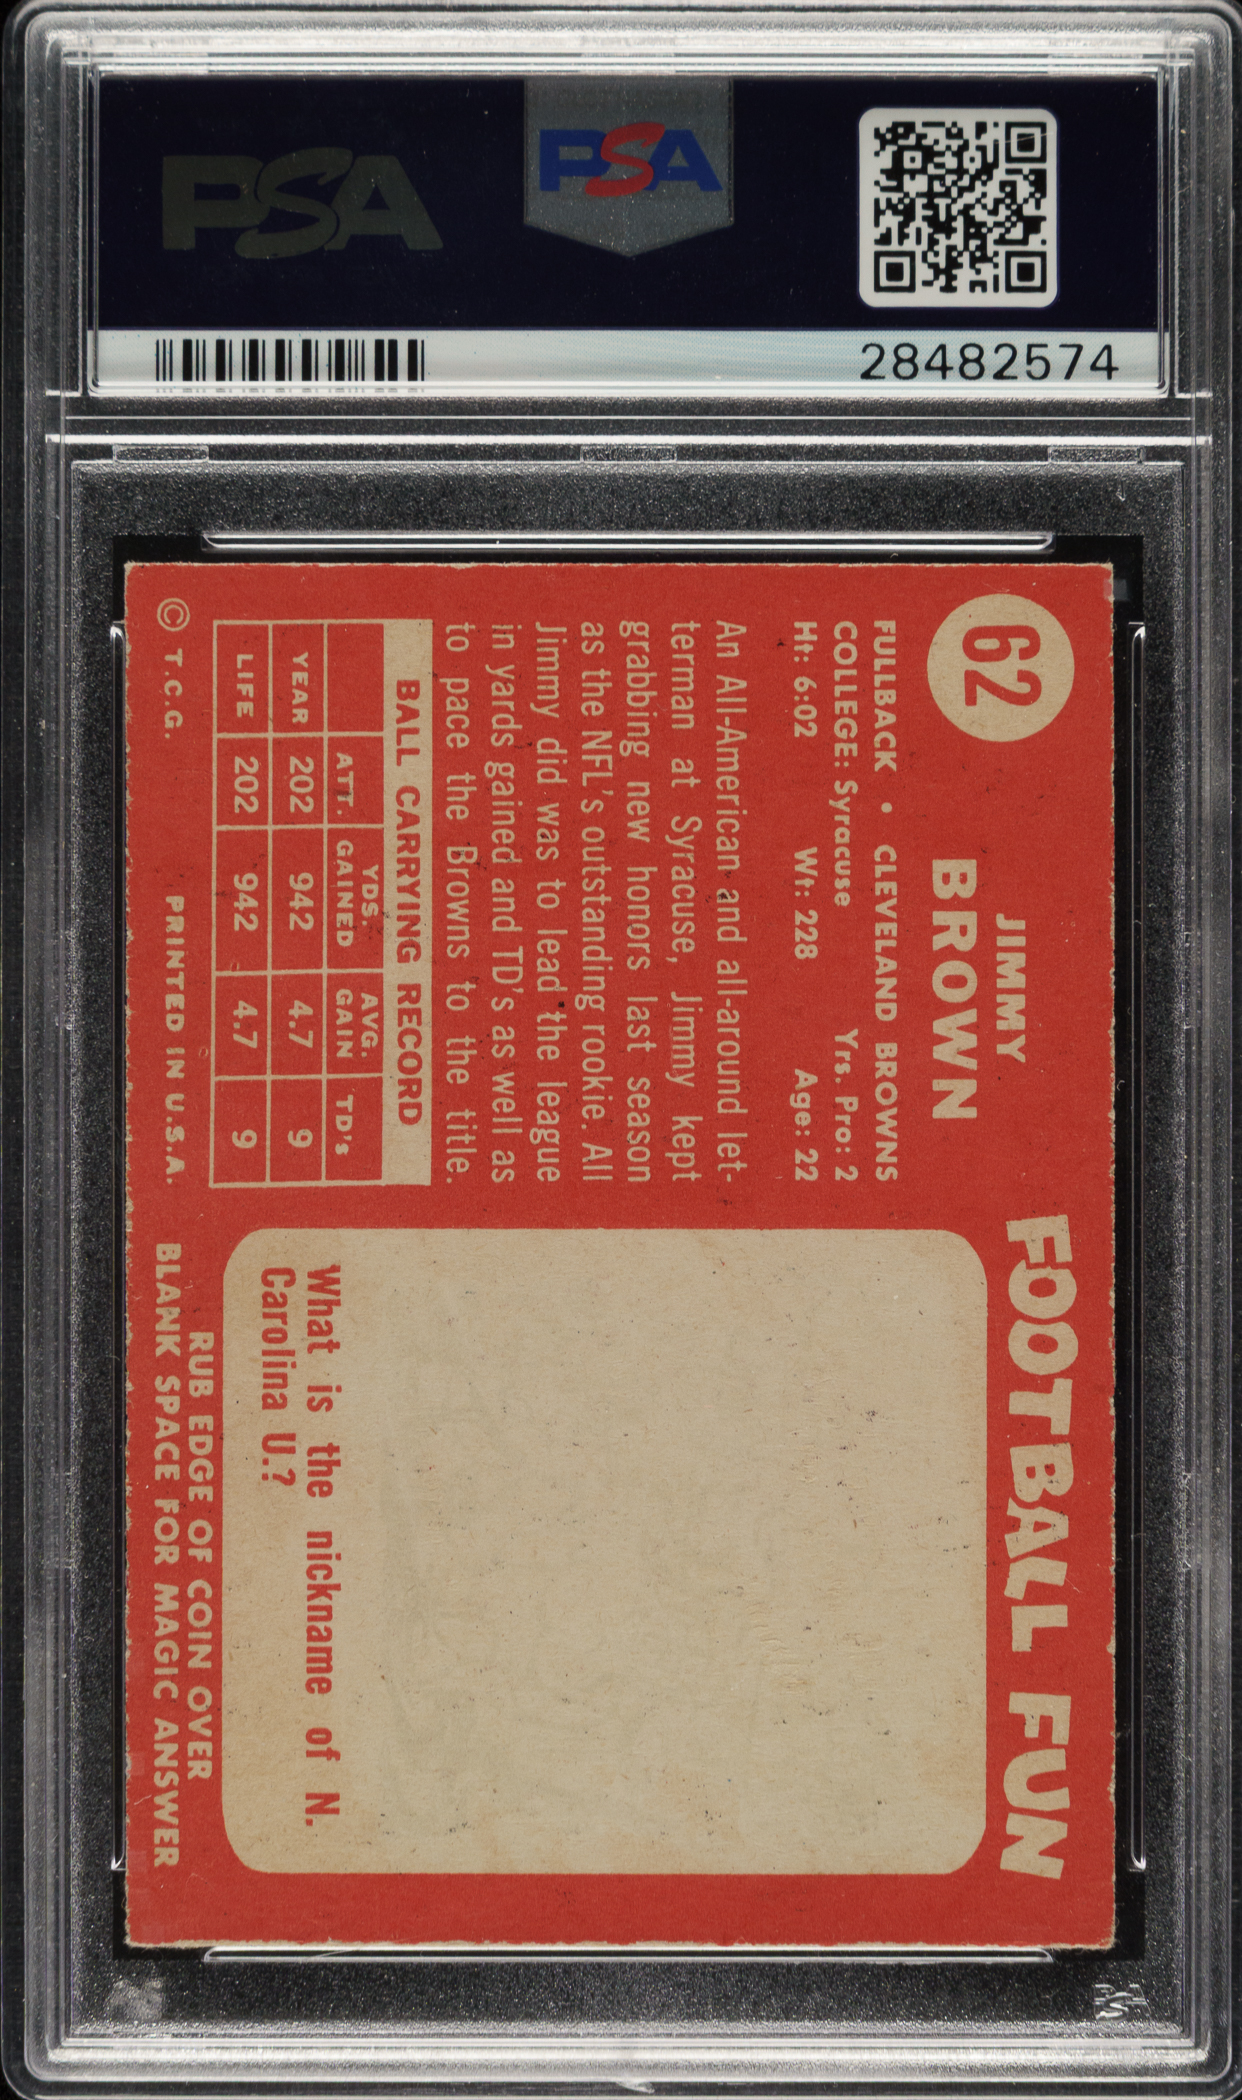 PSA
PSA
28482574
62
JIMMY
BROWN
FULLBACK • CLEVELAND BROWNS
COLLEGE: Syracuse Yrs. Pro: 2
Ht: 6:02 Wt: 228 Age: 22
An All-American and all-around let-
terman at Syracuse, Jimmy kept
grabbing new honors last season
as the NFL's outstanding rookie. All
Jimmy did was to lead the league
in yards gained and TD's as well as
to pace the Browns to the title.
BALL CARRYING RECORD
ATT. YDS. GAINED AVG. GAIN TD's
YEAR 202 942 4.7 9
LIFE 202 942 4.7 9
© T.C.G. PRINTED IN U.S.A.
FOOTBALL FUN
What is the nickname of N.
Carolina U.?
RUB EDGE OF COIN OVER
BLANK SPACE FOR MAGIC ANSWER
PSA